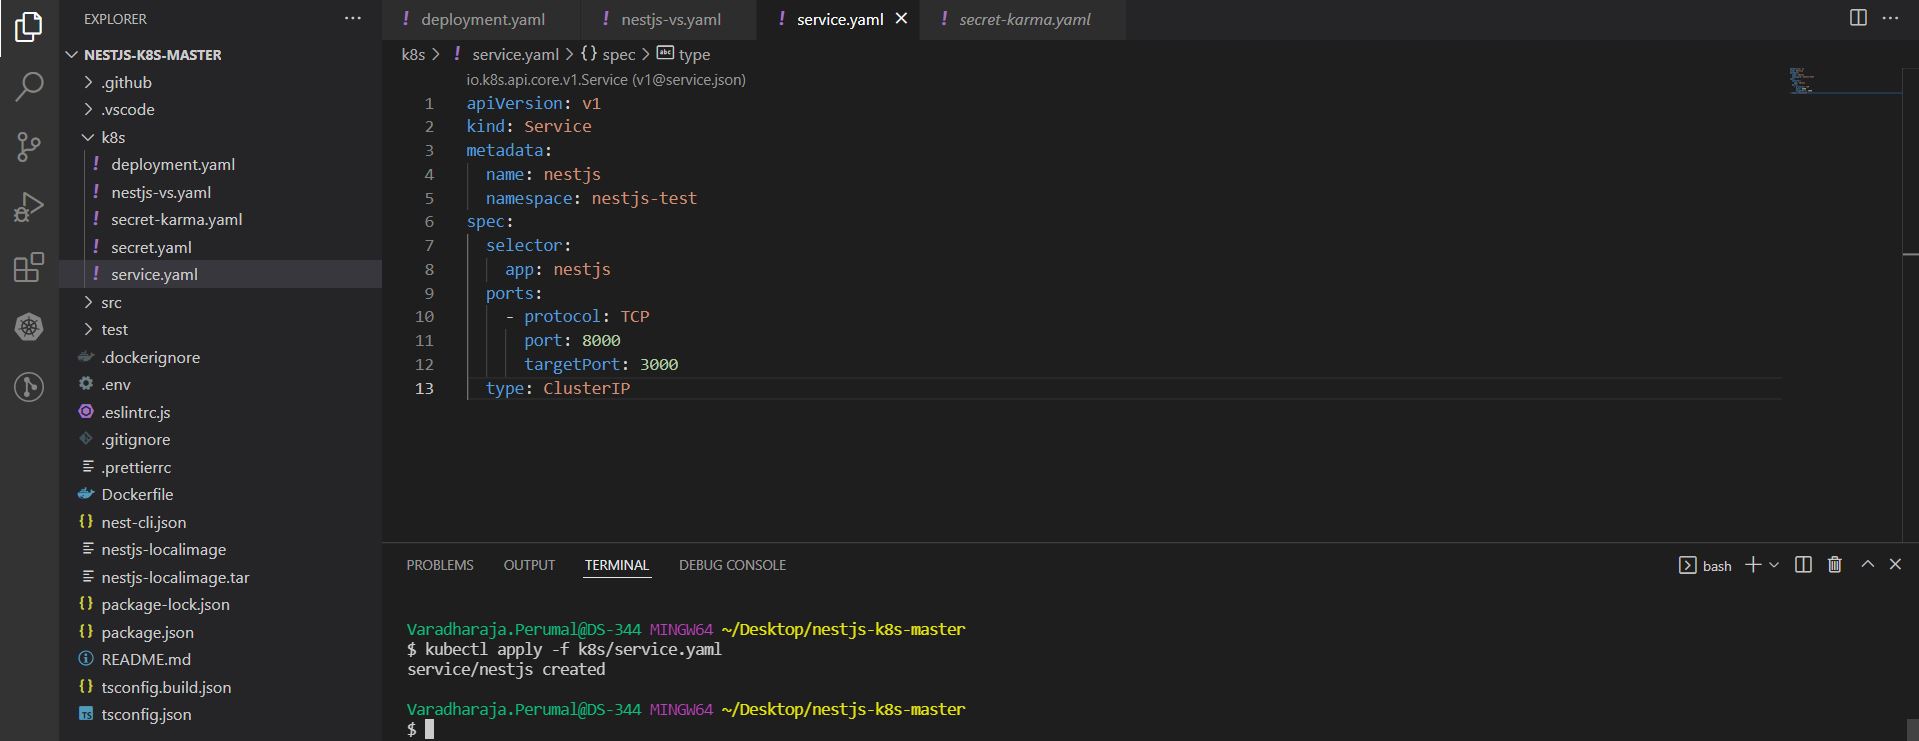 EXPLORER
NESTJS-K8S-MASTER
.github
.vscode
k8s
deployment.yaml
nestjs-vs.yaml
secret-karma.yaml
secret.yaml
service.yaml
src
test
.dockerignore
.env
.eslintrc.js
.gitignore
.prettierrc
Dockerfile
nest-cli.json
nestjs-localimage
nestjs-localimage.tar
package-lock.json
package.json
README.md
tsconfig.build.json
tsconfig.json
! deployment.yaml ! nestjs-vs.yaml ! service.yaml ! secret-karma.yaml
k8s > ! service.yaml > {} spec > abc type
io.k8s.api.core.v1.Service (v1@service.json)
1 apiVersion: v1
2 kind: Service
3 metadata:
4 name: nestjs
5 namespace: nestjs-test
6 spec:
7 selector:
8 app: nestjs
9 ports:
10 - protocol: TCP
11 port: 8000
12 targetPort: 3000
13 type: ClusterIP
PROBLEMS OUTPUT TERMINAL DEBUG CONSOLE bash
Varadharaja.Perumal@DS-344 MINGW64 ~/Desktop/nestjs-k8s-master
$ kubectl apply -f k8s/service.yaml
service/nestjs created
Varadharaja.Perumal@DS-344 MINGW64 ~/Desktop/nestjs-k8s-master
$